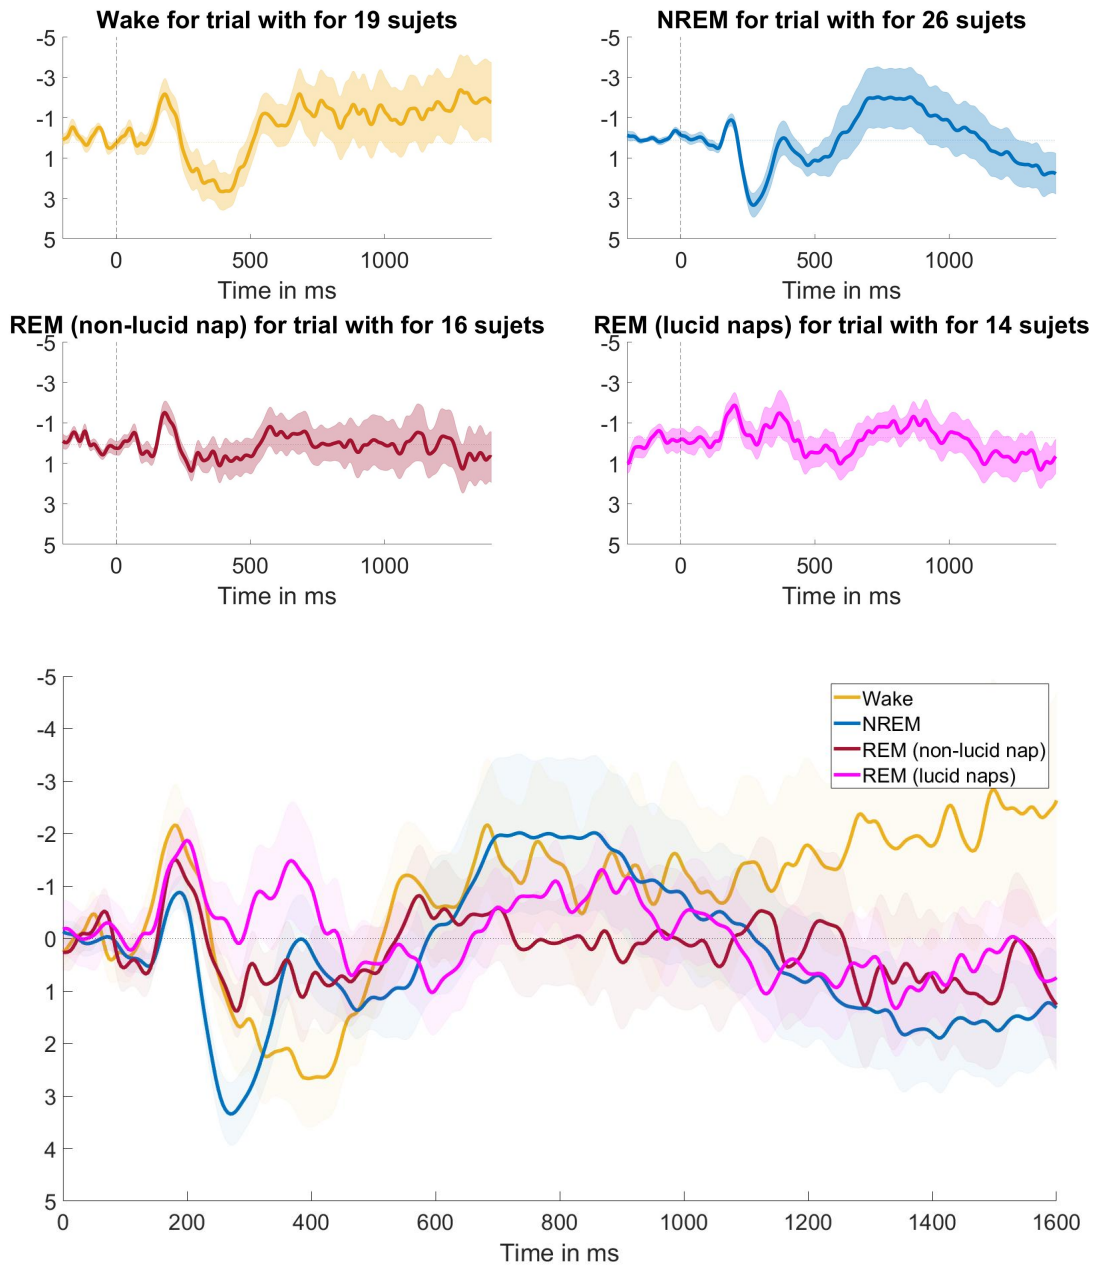 Wake for trial with for 19 sujets
-5
-3
-1
1
3
5
0 500 1000
Time in ms
NREM for trial with for 26 sujets
-5
-3
-1
1
3
5
0 500 1000
Time in ms
REM (non-lucid nap) for trial with for 16 sujets
-5
-3
-1
1
3
5
0 500 1000
Time in ms
REM (lucid naps) for trial with for 14 sujets
-5
-3
-1
1
3
5
0 500 1000
Time in ms
-5
-4
-3
-2
-1
0
1
2
3
4
5
Wake
NREM
REM (non-lucid nap)
REM (lucid naps)
0 200 400 600 800 1000 1200 1400 1600
Time in ms